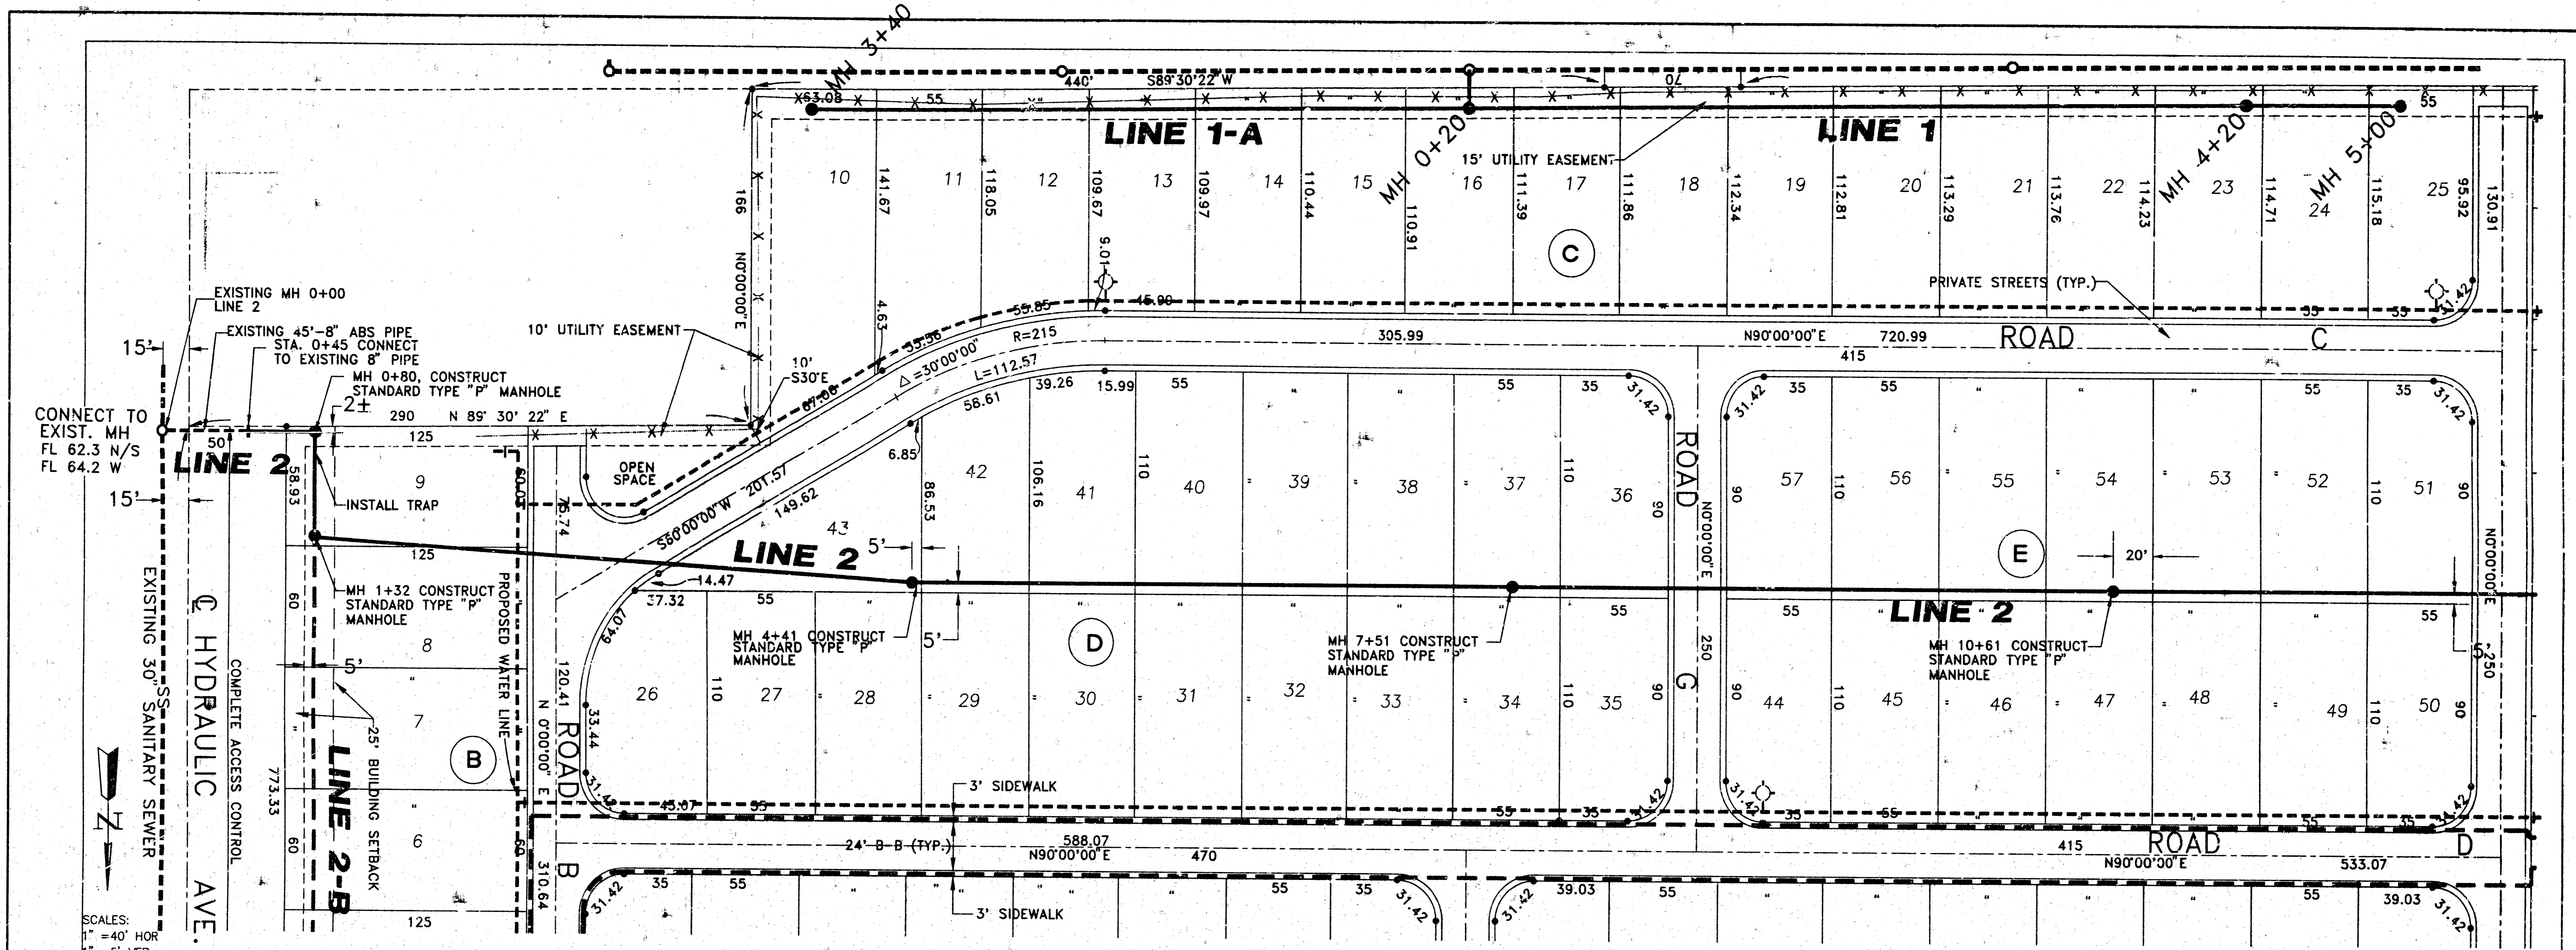 MH 3+40
440'
S89°30'22"W
70
63.08
55
55
LINE 1-A
LINE 1
MH 0+20
15' UTILITY EASEMENT
MH 4+20
MH 5+00
10
141.67
11
118.05
12
109.67
13
109.97
14
110.44
15
110.91
16
111.39
17
111.86
18
112.34
19
112.81
20
113.29
21
113.76
22
114.23
23
114.71
24
115.18
25
95.92
130.91
166
N0°00'00"E
9.01
C
PRIVATE STREETS (TYP.)
31.42
EXISTING MH 0+00
LINE 2
EXISTING 45'-8" ABS PIPE
STA. 0+45 CONNECT
TO EXISTING 8" PIPE
MH 0+80, CONSTRUCT
STANDARD TYPE "P" MANHOLE
10' UTILITY EASEMENT
15'
2±
290 N 89° 30' 22" E
125
10'
S30°E
4.63
55.85
R=215
Δ =30°00'00"
L=112.57
305.99
N90°00'00"E
720.99
ROAD
C
415
55
35
CONNECT TO
EXIST. MH
FL 62.3 N/S
FL 64.2 W
50
LINE 2
58.93
15'
INSTALL TRAP
9
OPEN
SPACE
75.74
S60°00'00"W
201.57
149.62
58.61
39.26
15.99
55
"
"
55
35
31.42
6.85
42
106.16
41
110
40
39
38
37
110
36
90
43
86.53
LINE 2
5'
14.47
ROAD
N0°00'00"E
31.42
35
55
"
"
55
35
31.42
57
110
56
55
54
53
52
110
51
90
90
N0°00'00"E
E
20'
125
MH 1+32 CONSTRUCT
STANDARD TYPE "P"
MANHOLE
60
8
5'
PROPOSED WATER LINE
37.32
55
64.07
MH 4+41 CONSTRUCT
STANDARD TYPE "P"
MANHOLE
5'
D
MH 7+51 CONSTRUCT
STANDARD TYPE "P"
MANHOLE
55
55
LINE 2
MH 10+61 CONSTRUCT
STANDARD TYPE "P"
MANHOLE
55
5'
250
250
EXISTING 30" SANITARY SEWER
SS
℄ HYDRAULIC AVE.
COMPLETE ACCESS CONTROL
773.33
LINE 2-B
25' BUILDING SETBACK
7
B
6
60
60
125
120.41
N 0°00'00" E
ROAD
B
310.64
33.44
31.42
26
110
27
28
29
30
31
32
33
34
110
35
90
G
90
44
110
45
46
47
48
49
110
50
90
45.07
55
3' SIDEWALK
55
35
31.42
31.42
35
55
55
35
31.42
24' B-B (TYP.)
588.07
N90°00'00"E
470
415
ROAD
D
N90°00'00"E
533.07
31.42
35
55
55
35
31.42
3' SIDEWALK
31.42
39.03
55
55
39.03
31.42
N
SCALES:
1" =40' HOR